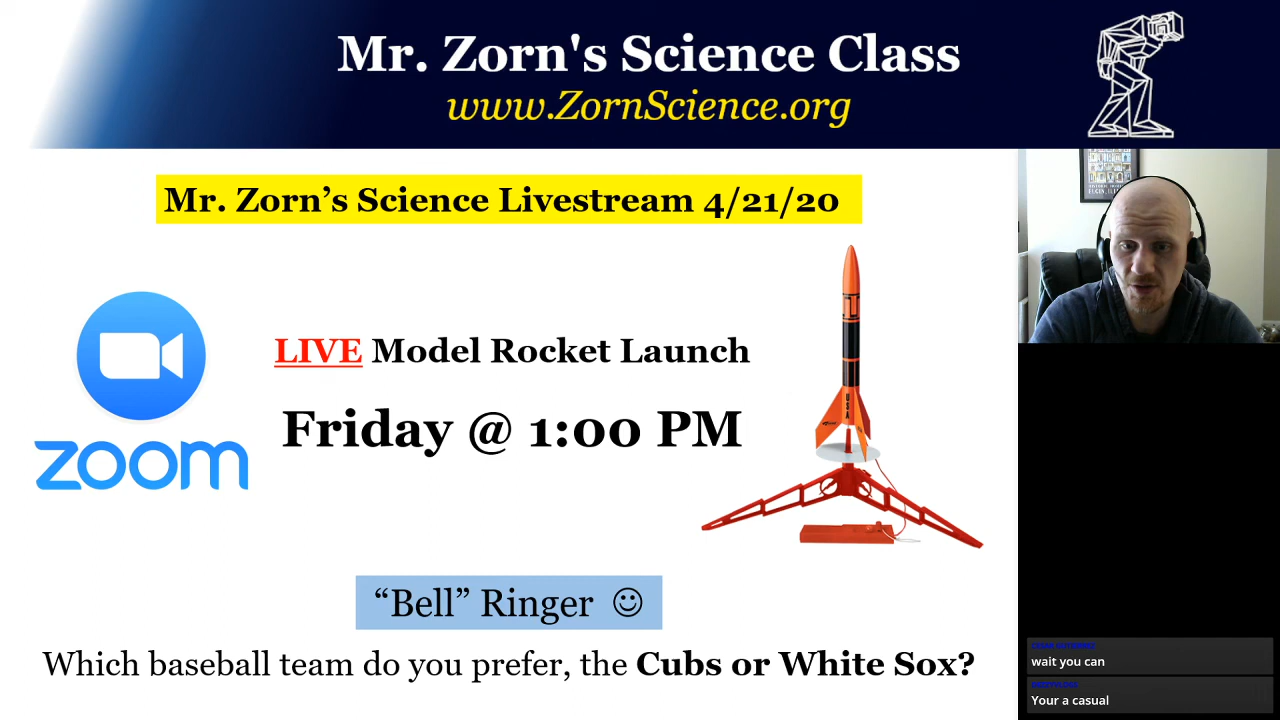 Mr. Zorn's Science Class
www.ZornScience.org
Mr. Zorn’s Science Livestream 4/21/20
zoom
LIVE Model Rocket Launch
Friday @ 1:00 PM
USA
“Bell” Ringer ☺
Which baseball team do you prefer, the Cubs or White Sox?
wait you can
Your a casual